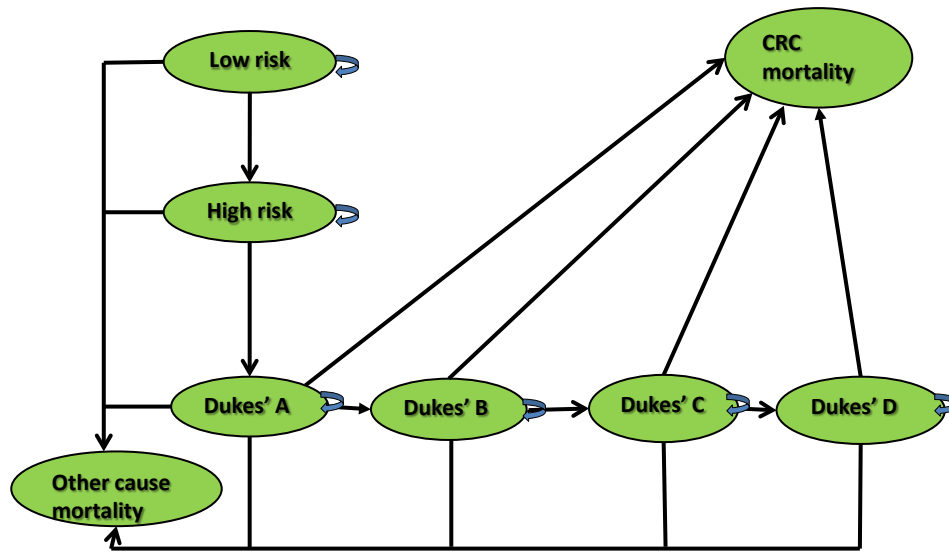 Low risk
CRC
mortality
High risk
Dukes’ A
Dukes’ B
Dukes’ C
Dukes’ D
Other cause
mortality